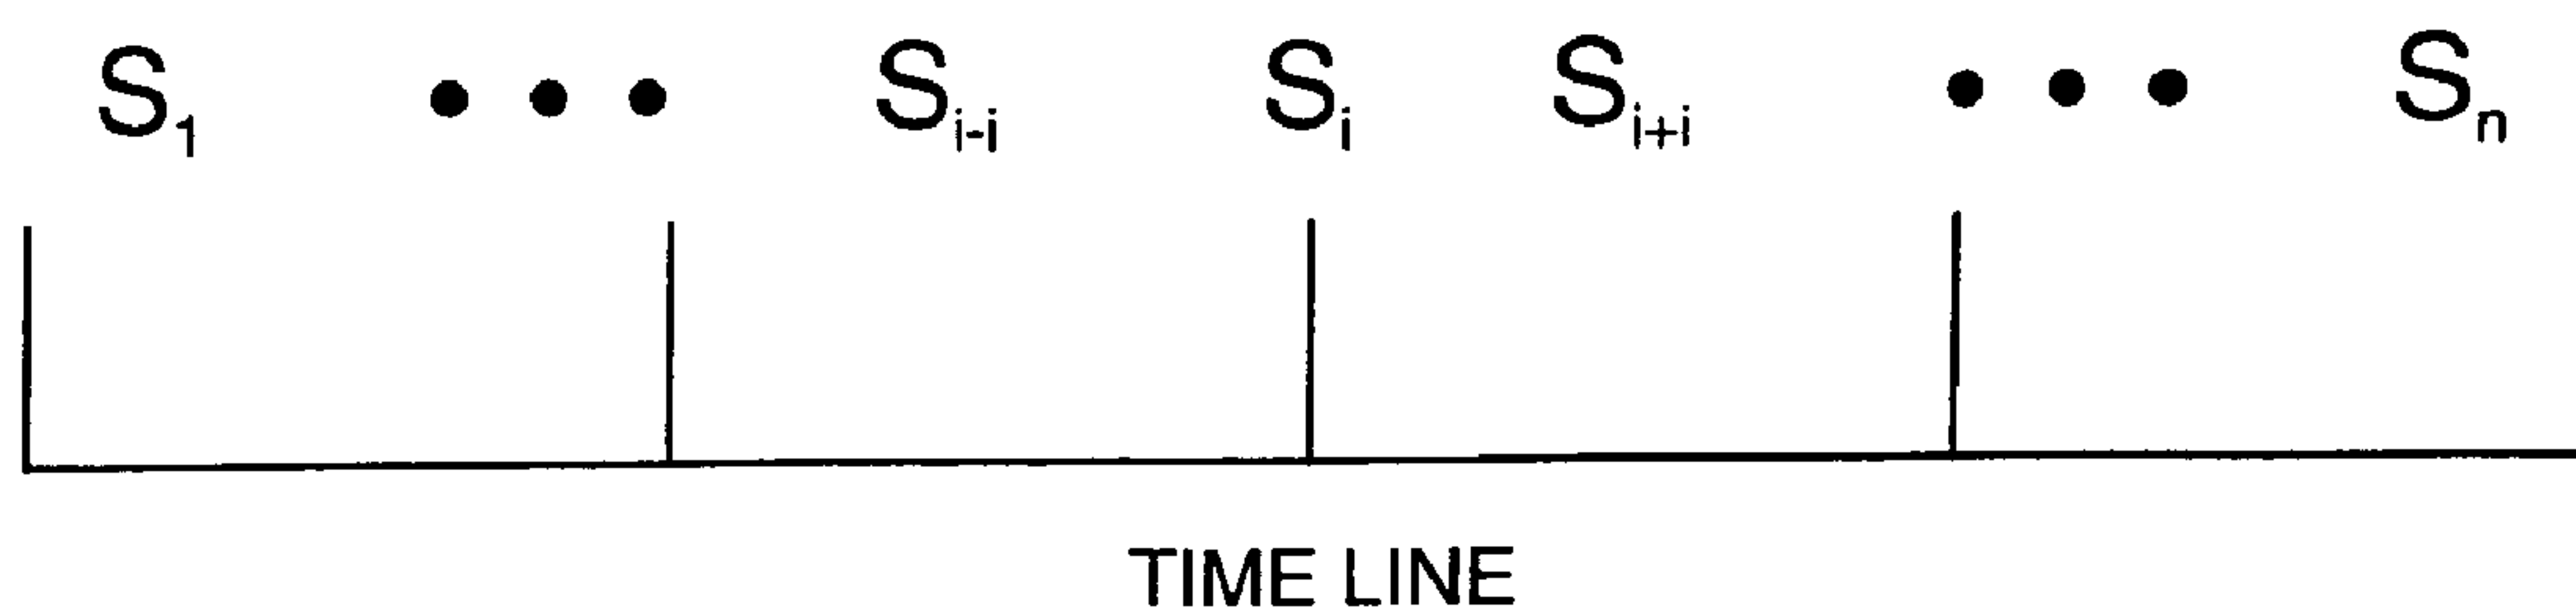 S₁ ● ● ● Sᵢ₋ᵢ Sᵢ Sᵢ₊ᵢ ● ● ● Sₙ
TIME LINE